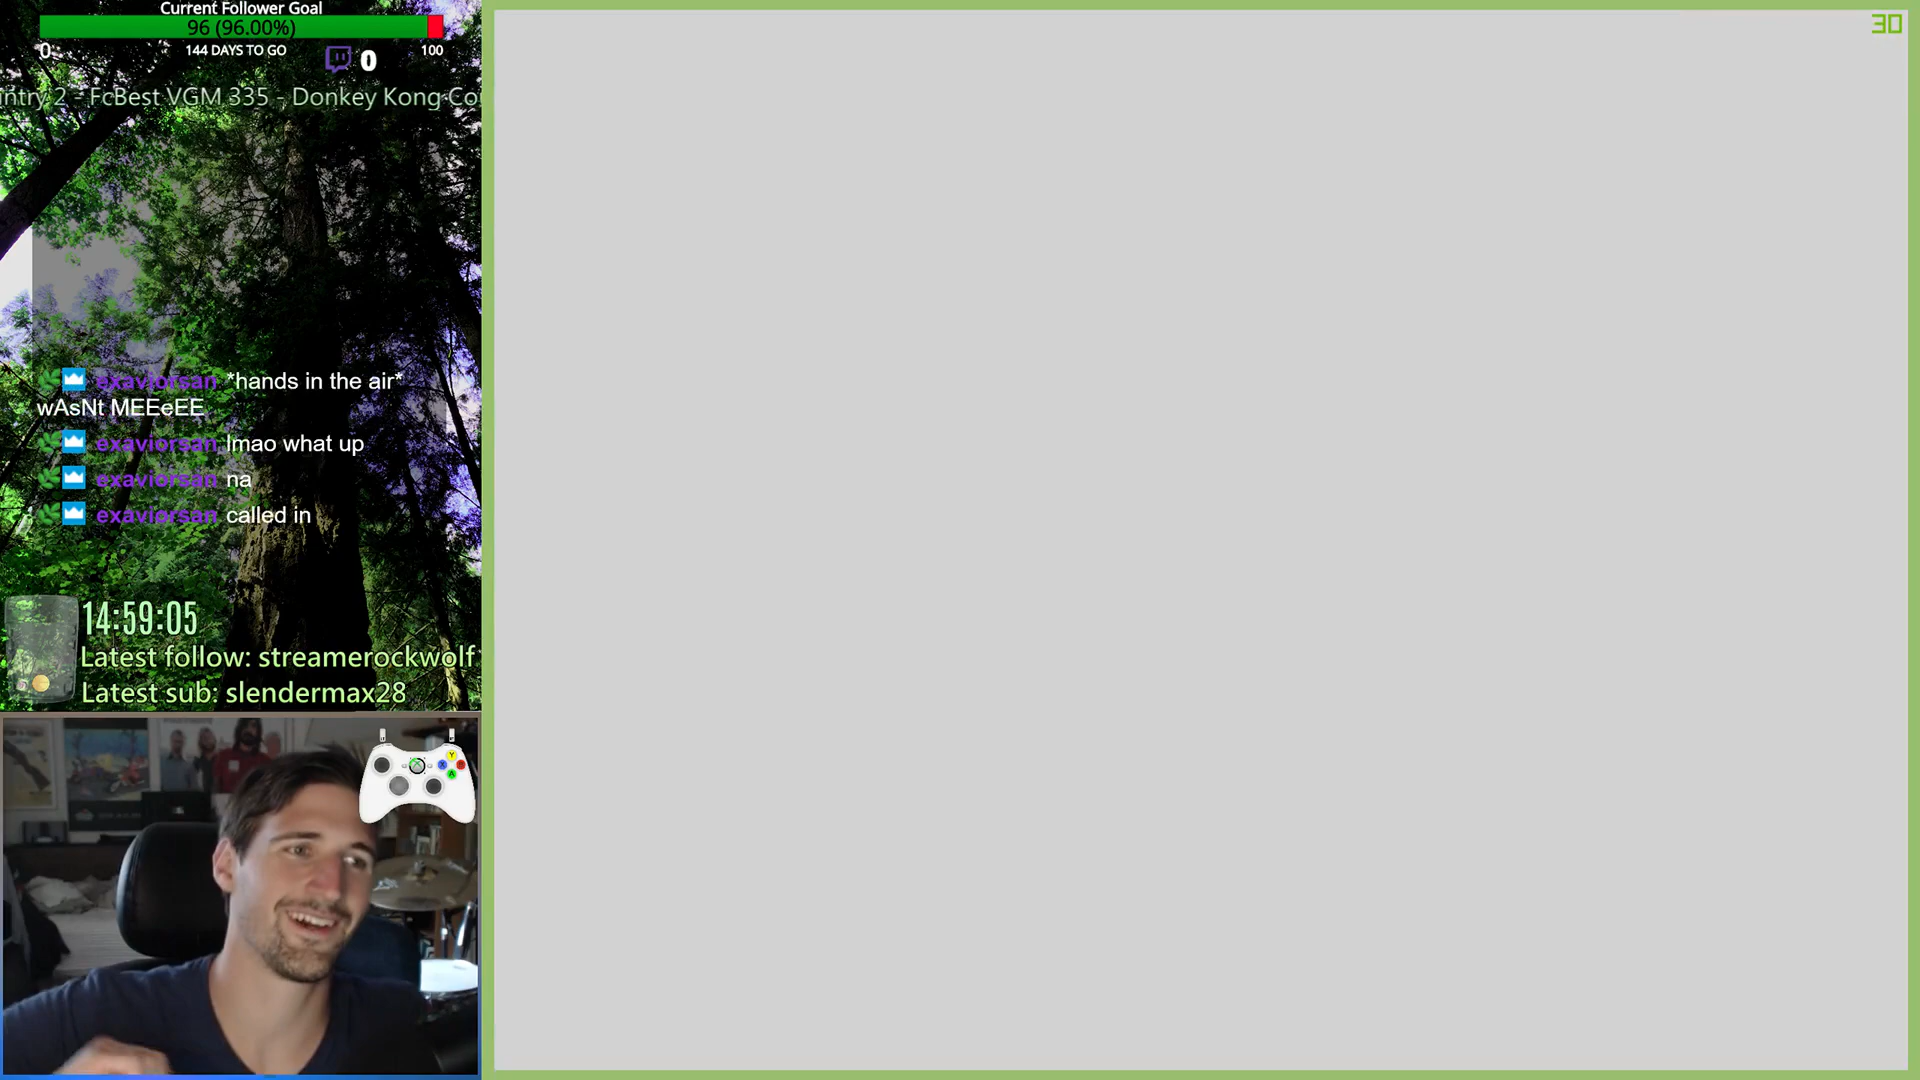 Current Follower Goal
96 (96.00%)
0
144 DAYS TO GO
100
0
30
ntry 2 - FcBest VGM 335 - Donkey Kong Cou
exaviorsan *hands in the air*
wAsNt MEEeEE
exaviorsan lmao what up
exaviorsan na
exaviorsan called in
14:59:05
Latest follow: streamerockwolf
Latest sub: slendermax28
Y
X
B
A